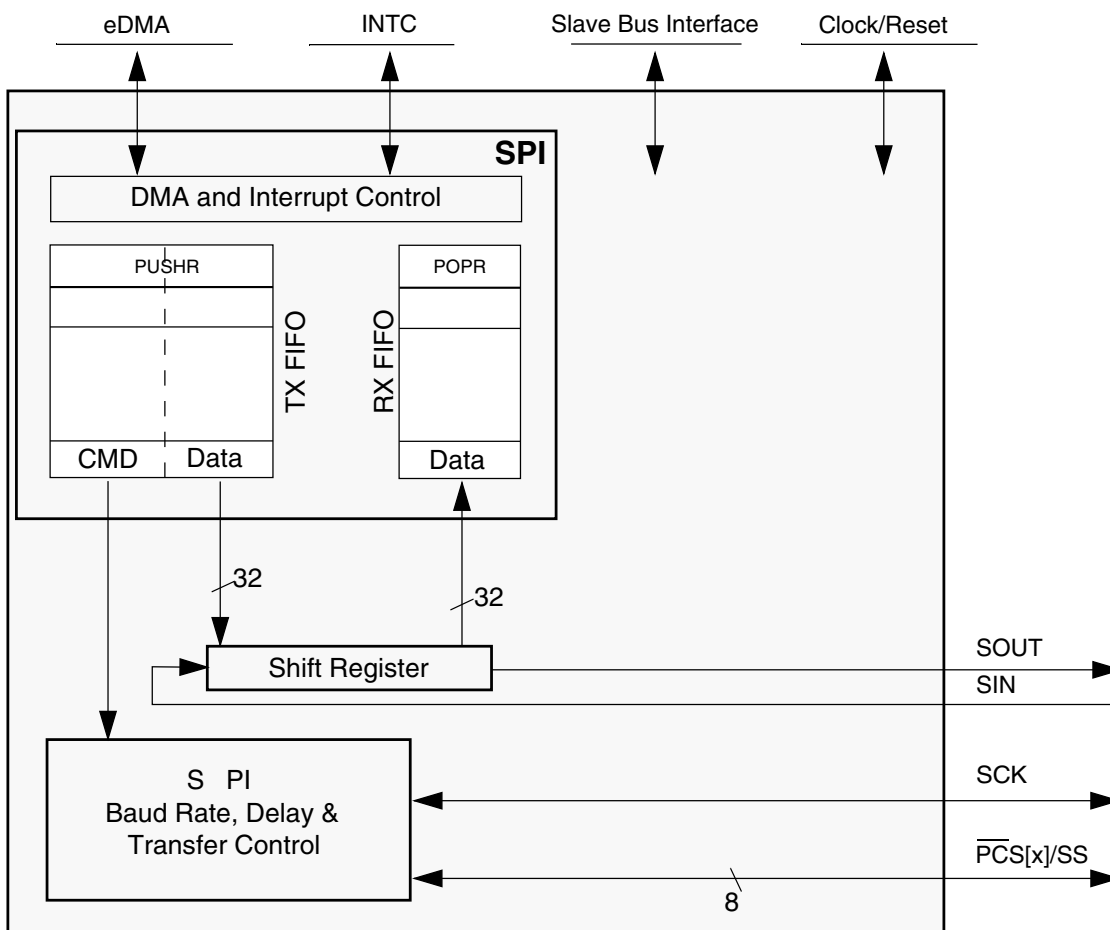 eDMA
INTC
Slave Bus Interface
Clock/Reset
SPI
DMA and Interrupt Control
PUSHR
POPR
TX FIFO
RX FIFO
CMD
Data
Data
32
32
Shift Register
SOUT
SIN
S PI
Baud Rate, Delay &
Transfer Control
SCK
PCS[x]/SS
8